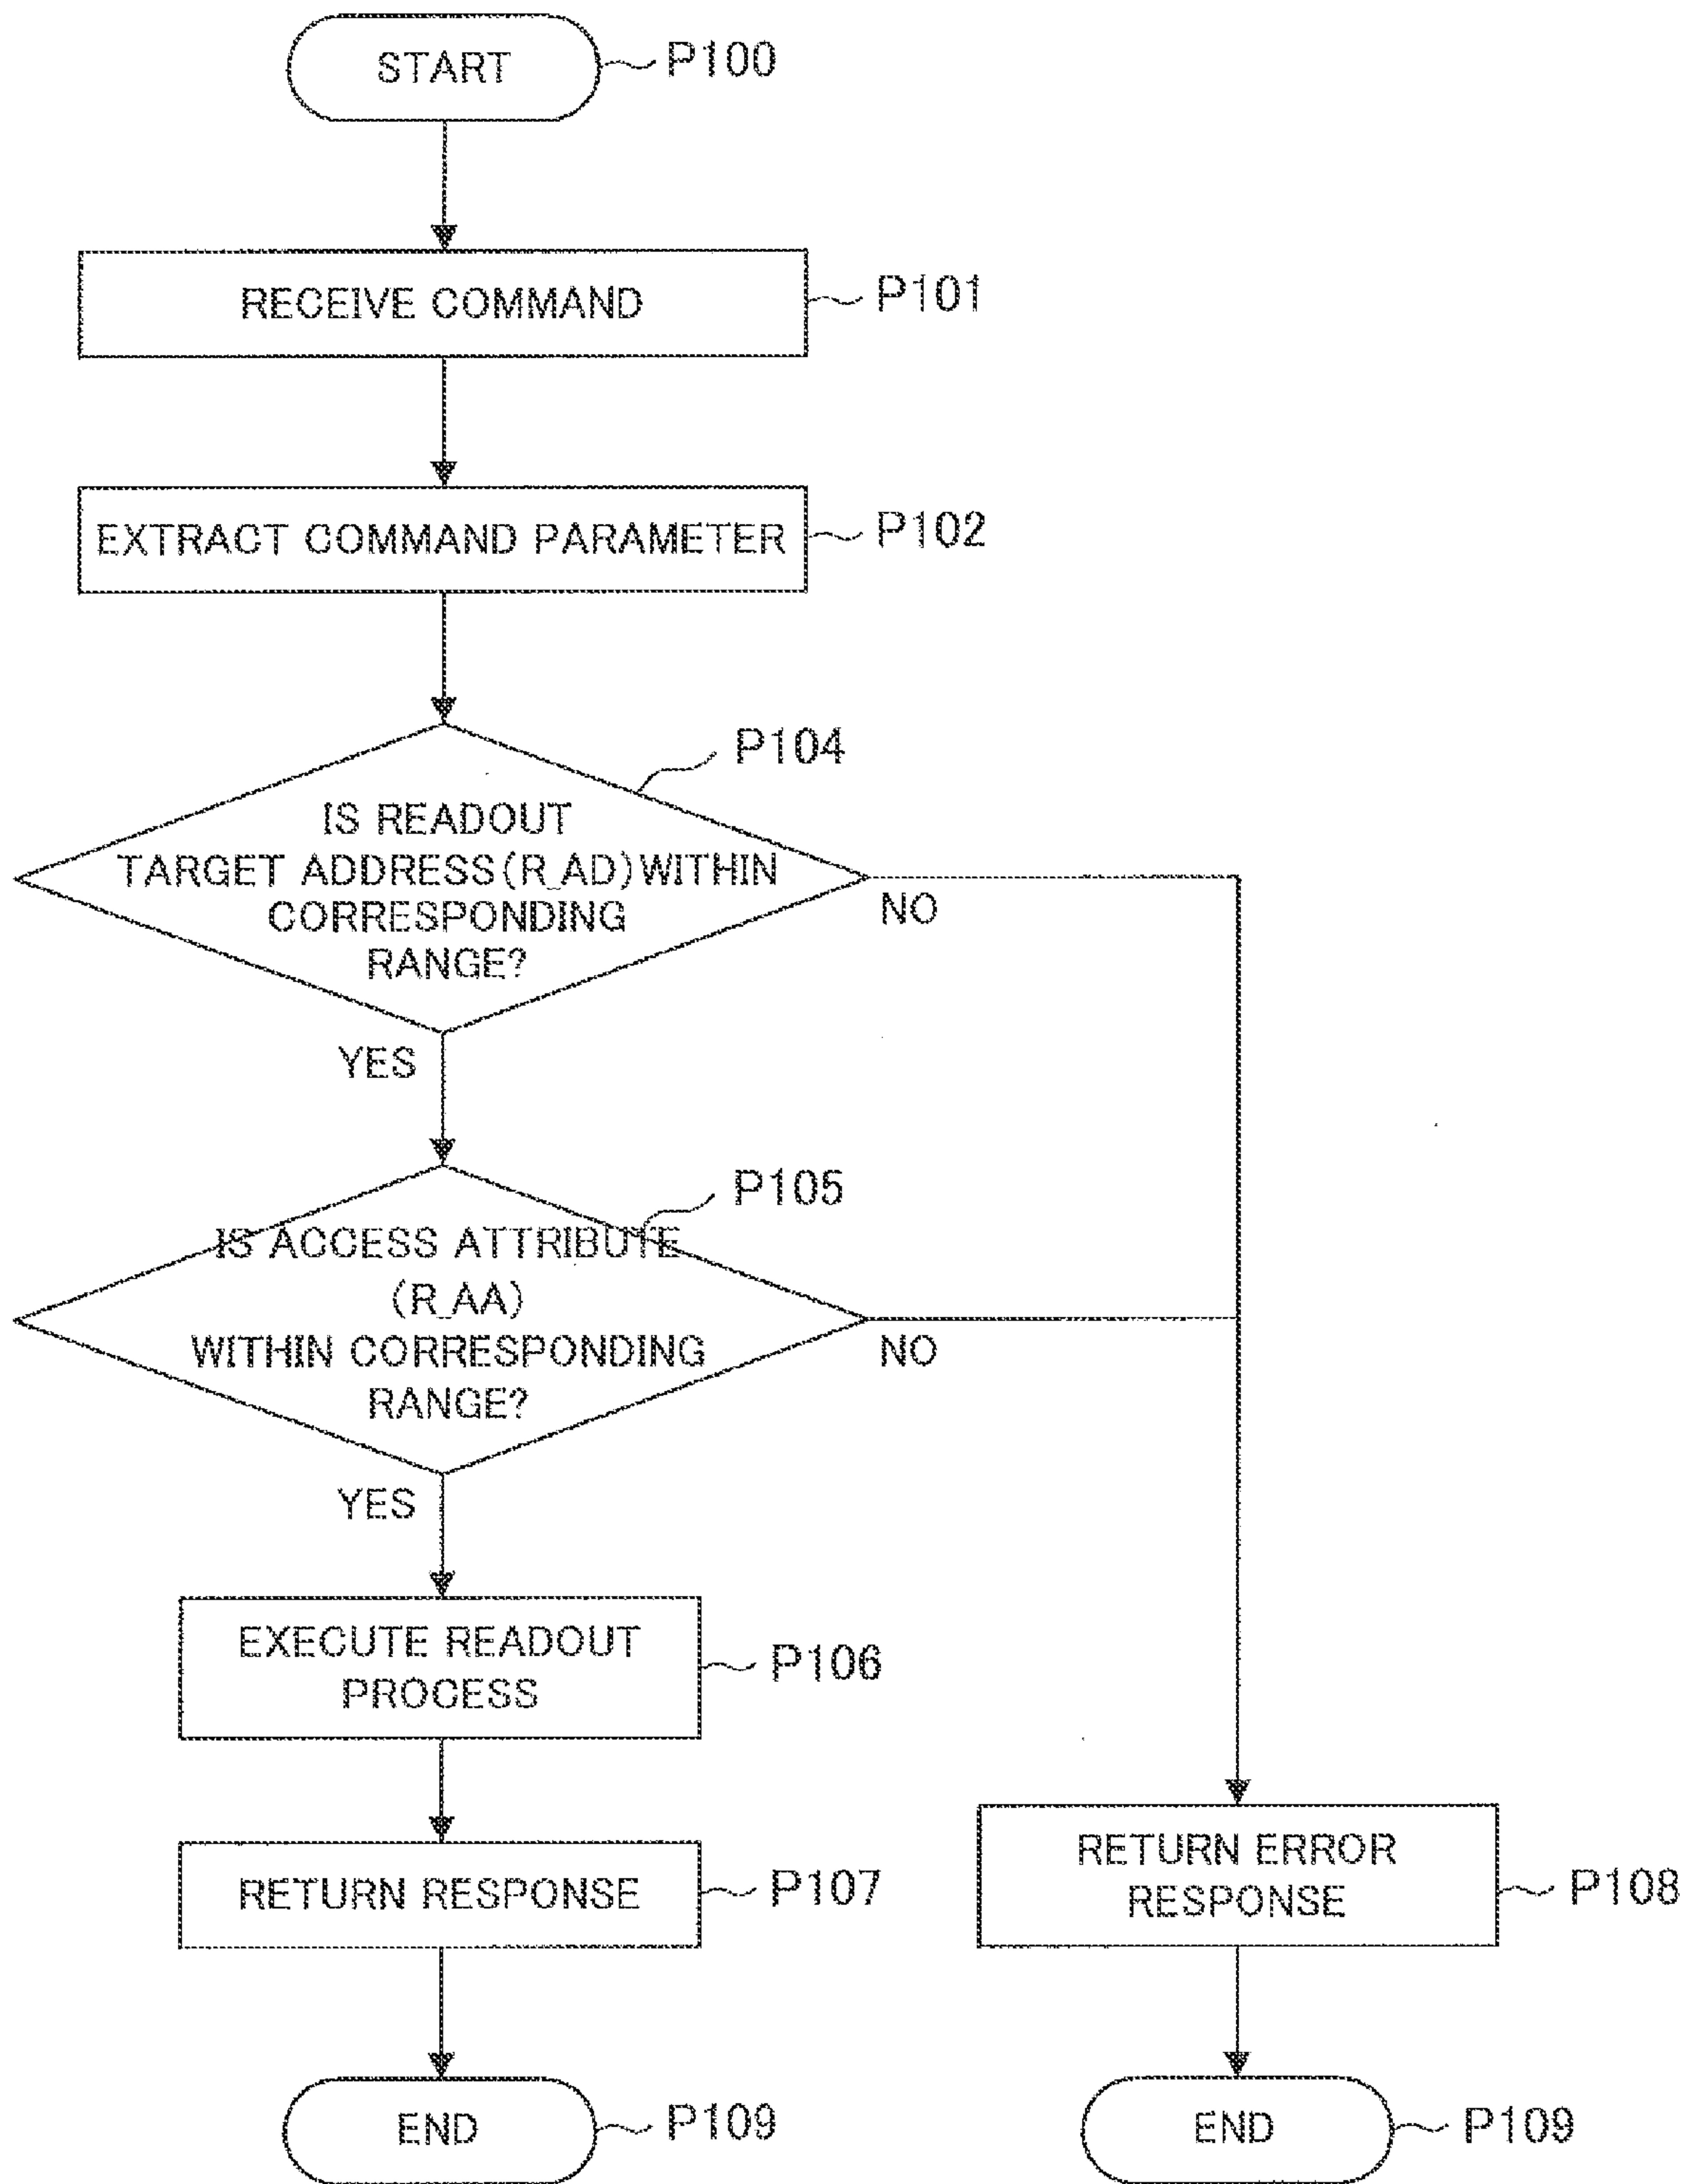 START
P100
RECEIVE COMMAND
P101
EXTRACT COMMAND PARAMETER
P102
P104
IS READOUT
TARGET ADDRESS(R_AD)WITHIN
CORRESPONDING
RANGE?
NO
YES
P105
IS ACCESS ATTRIBUTE
(R_AA)
WITHIN CORRESPONDING
RANGE?
NO
YES
EXECUTE READOUT
PROCESS
P106
RETURN RESPONSE
P107
RETURN ERROR
RESPONSE
P108
END
P109
END
P109